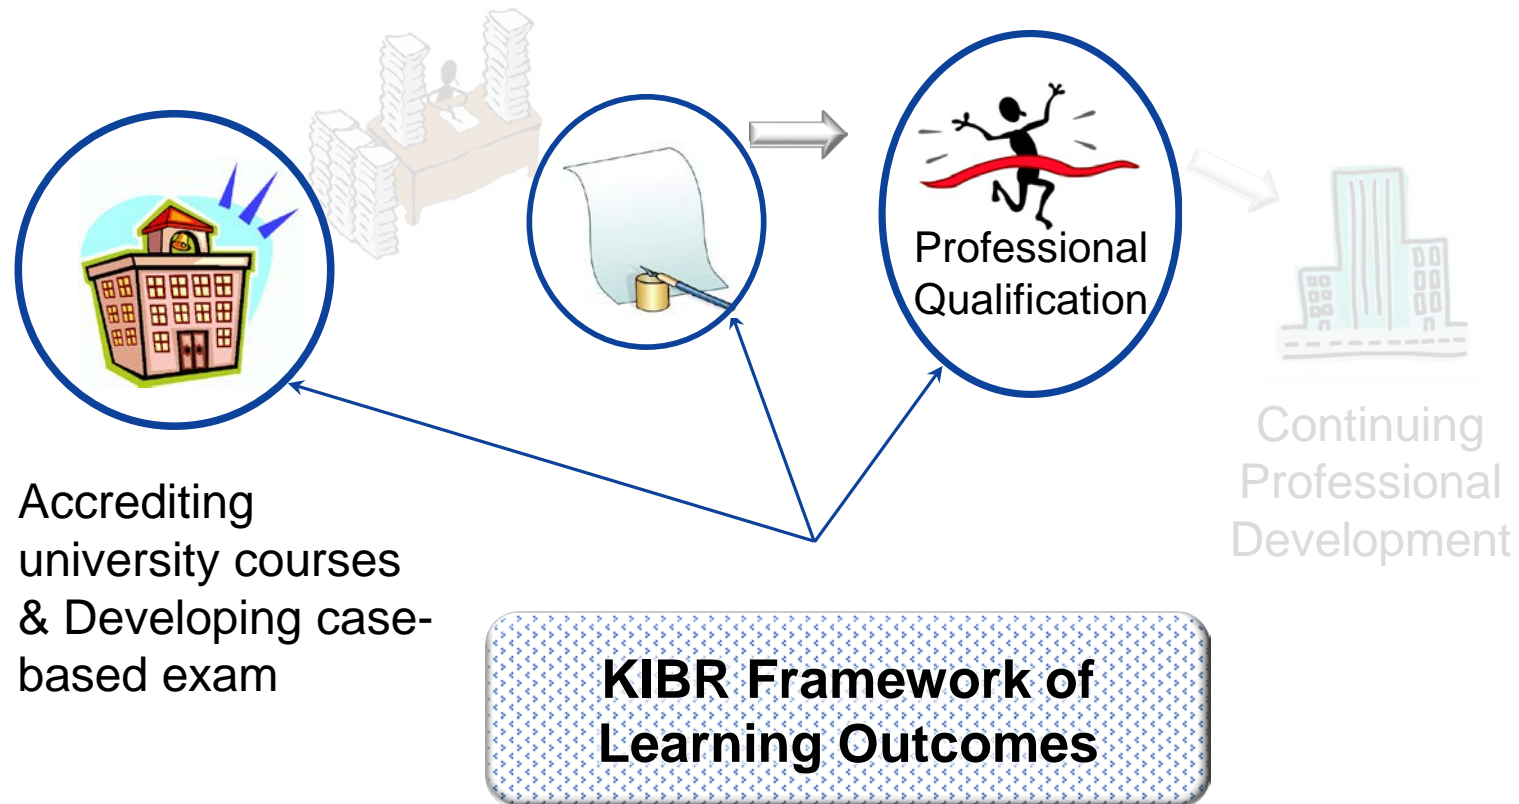 Professional
Qualification
Continuing
Professional
Development
Accrediting
university courses
& Developing case-
based exam
KIBR Framework of
Learning Outcomes